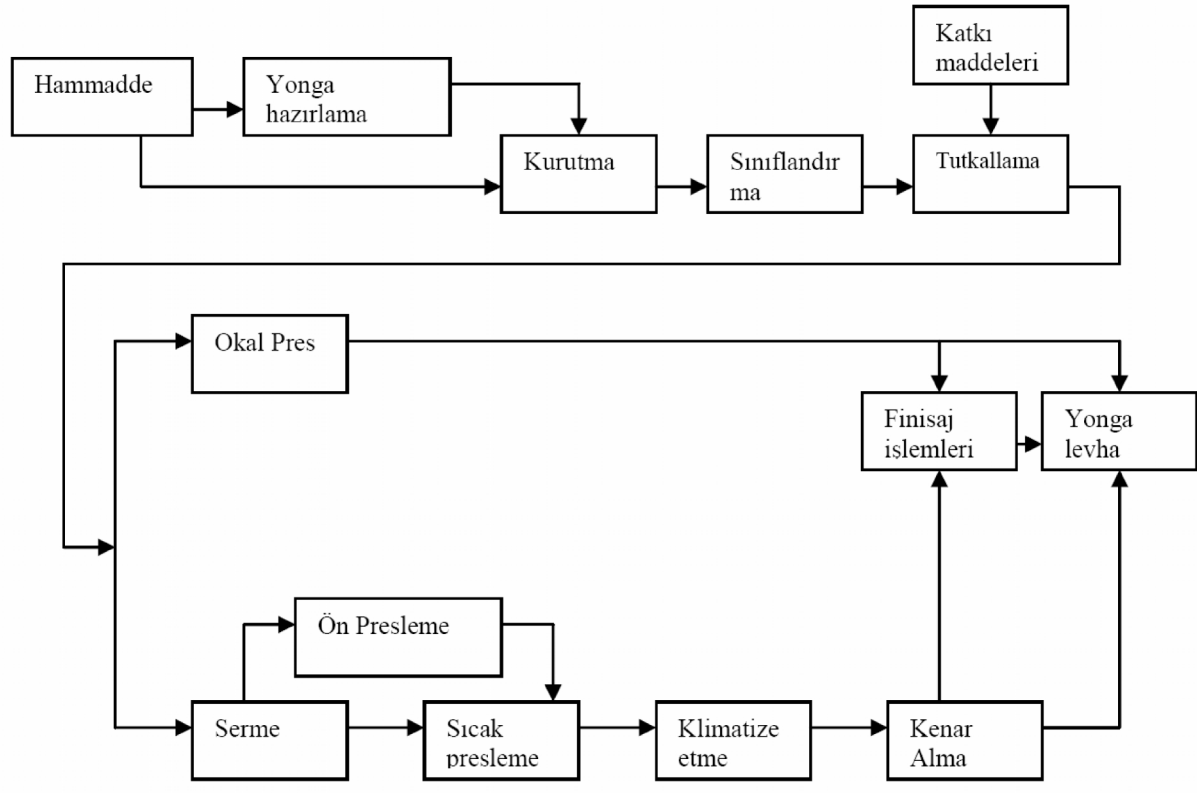 Katkı
maddeleri
Hammadde
Yonga
hazırlama
Kurutma
Sınıflandır
ma
Tutkallama
Okal Pres
Finisaj
işlemleri
Yonga
levha
Ön Presleme
Serme
Sıcak
presleme
Klimatize
etme
Kenar
Alma